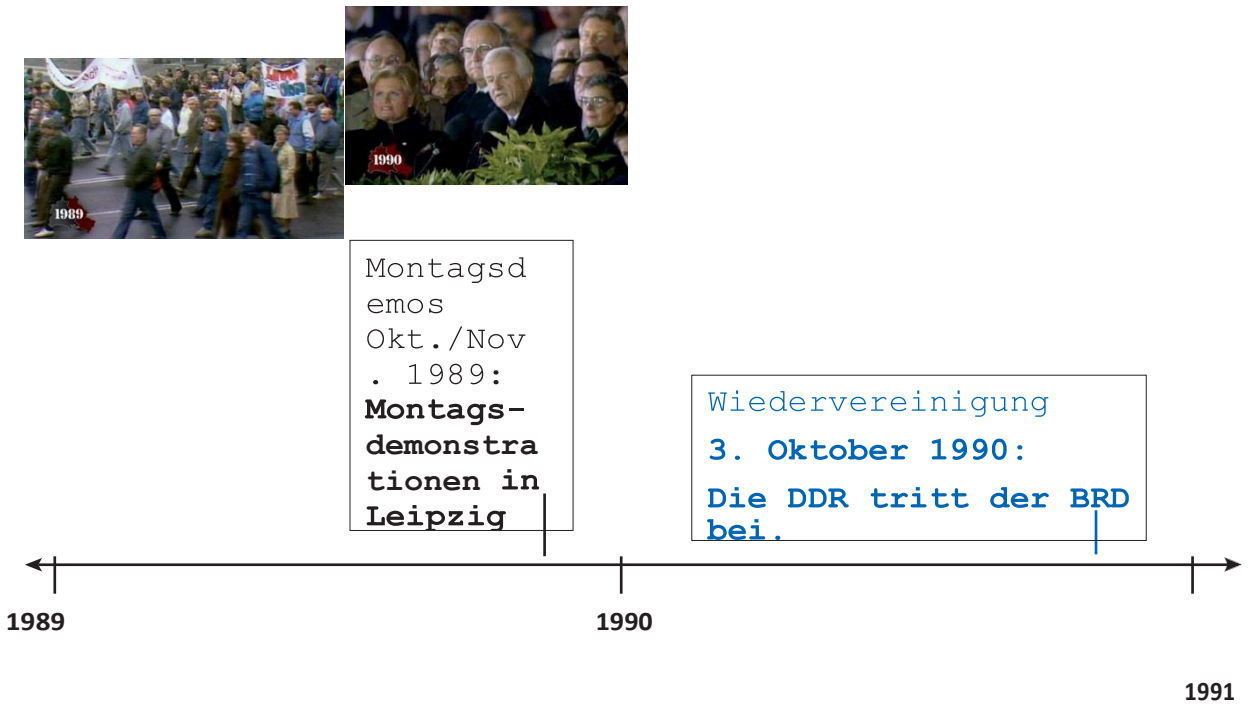 1989
1990
Montagsd
emos
Okt./Nov
. 1989:
Montags-
demonstra
tionen in
Leipzig
Wiedervereinigung
3. Oktober 1990:
Die DDR tritt der BRD
bei.
1989
1990
1991